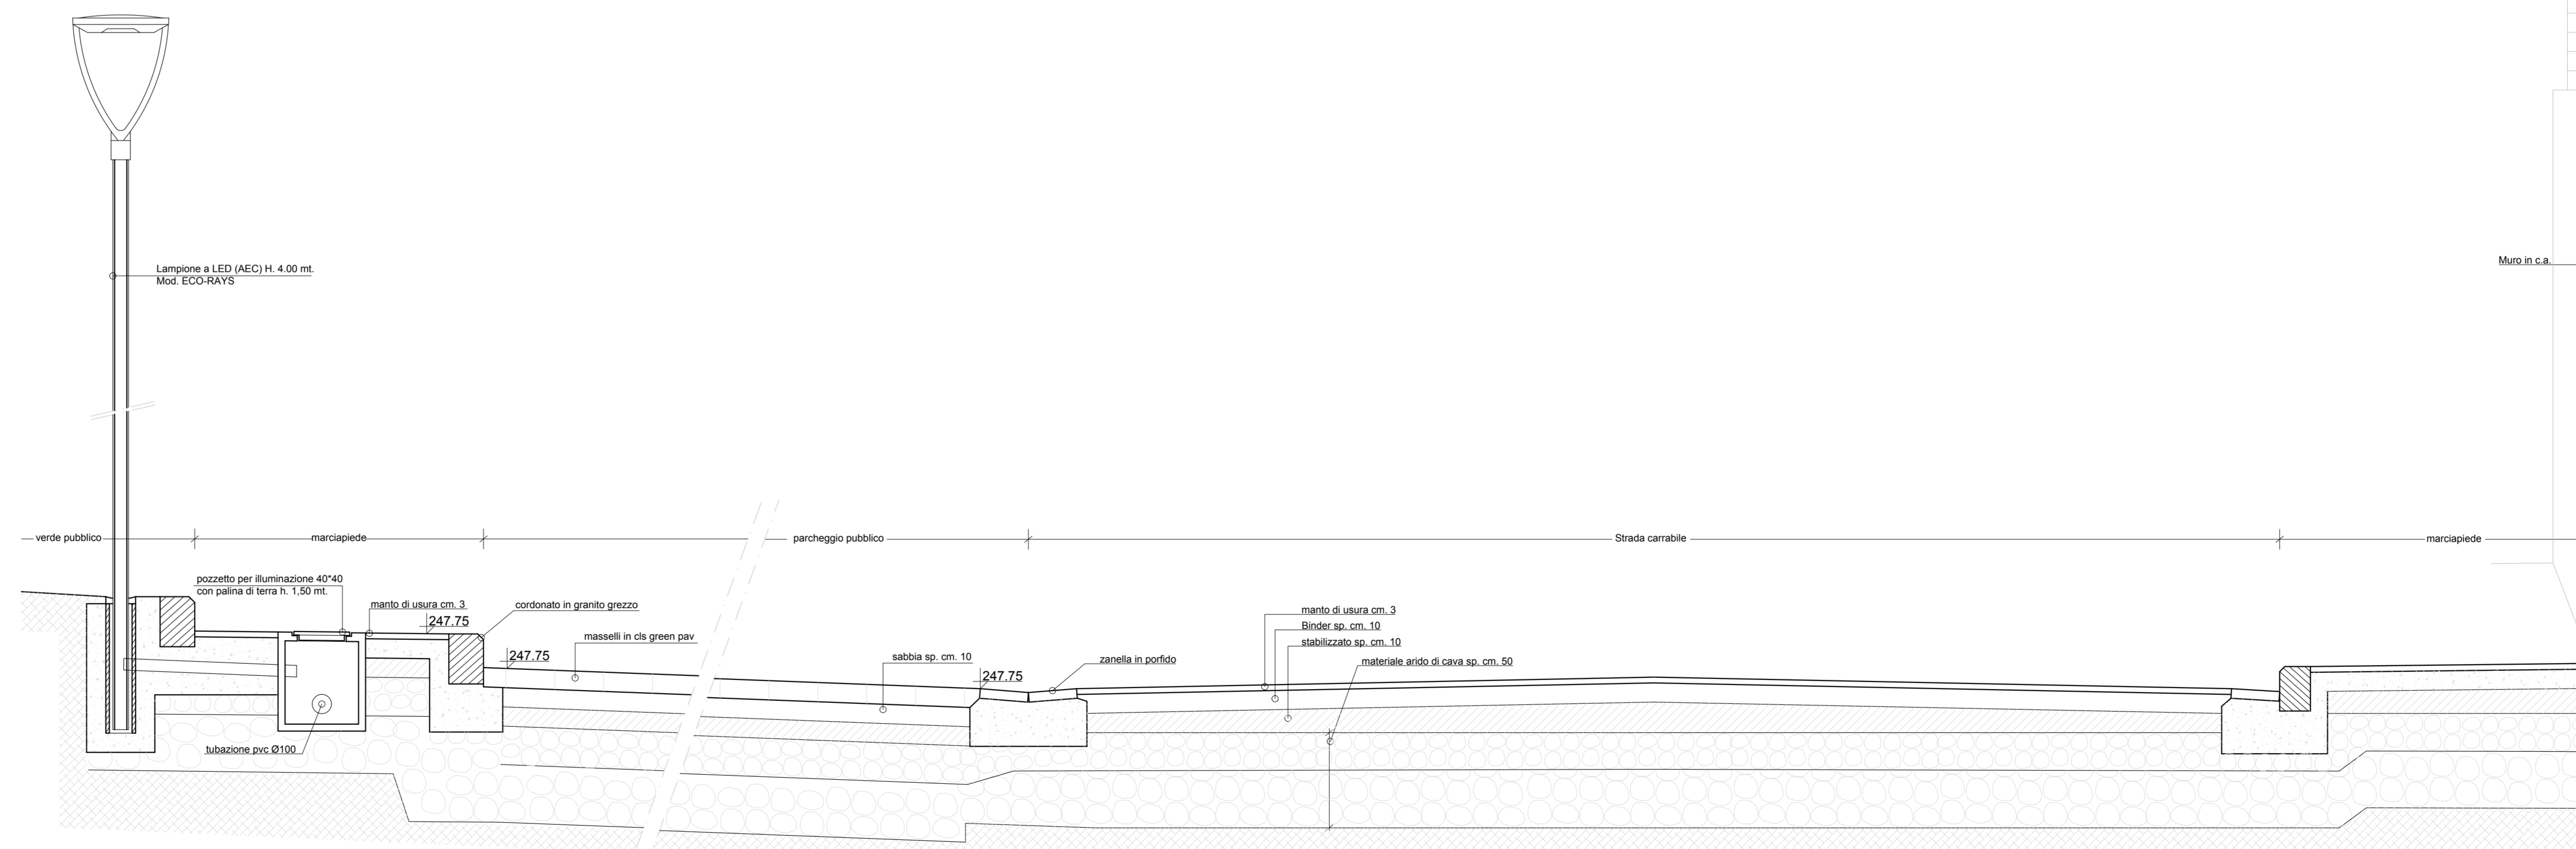 Lampione a LED (AEC) H. 4.00 mt.
Mod. ECO-RAYS
Muro in c.a.
verde pubblico
marciapiede
parcheggio pubblico
Strada carrabile
marciapiede
pozzetto per illuminazione 40*40
con palina di terra h. 1,50 mt.
manto di usura cm. 3
247.75
cordonato in granito grezzo
masselli in cls green pav
247.75
sabbia sp. cm. 10
247.75
zanella in porfido
manto di usura cm. 3
Binder sp. cm. 10
stabilizzato sp. cm. 10
materiale arido di cava sp. cm. 50
tubazione pvc Ø100